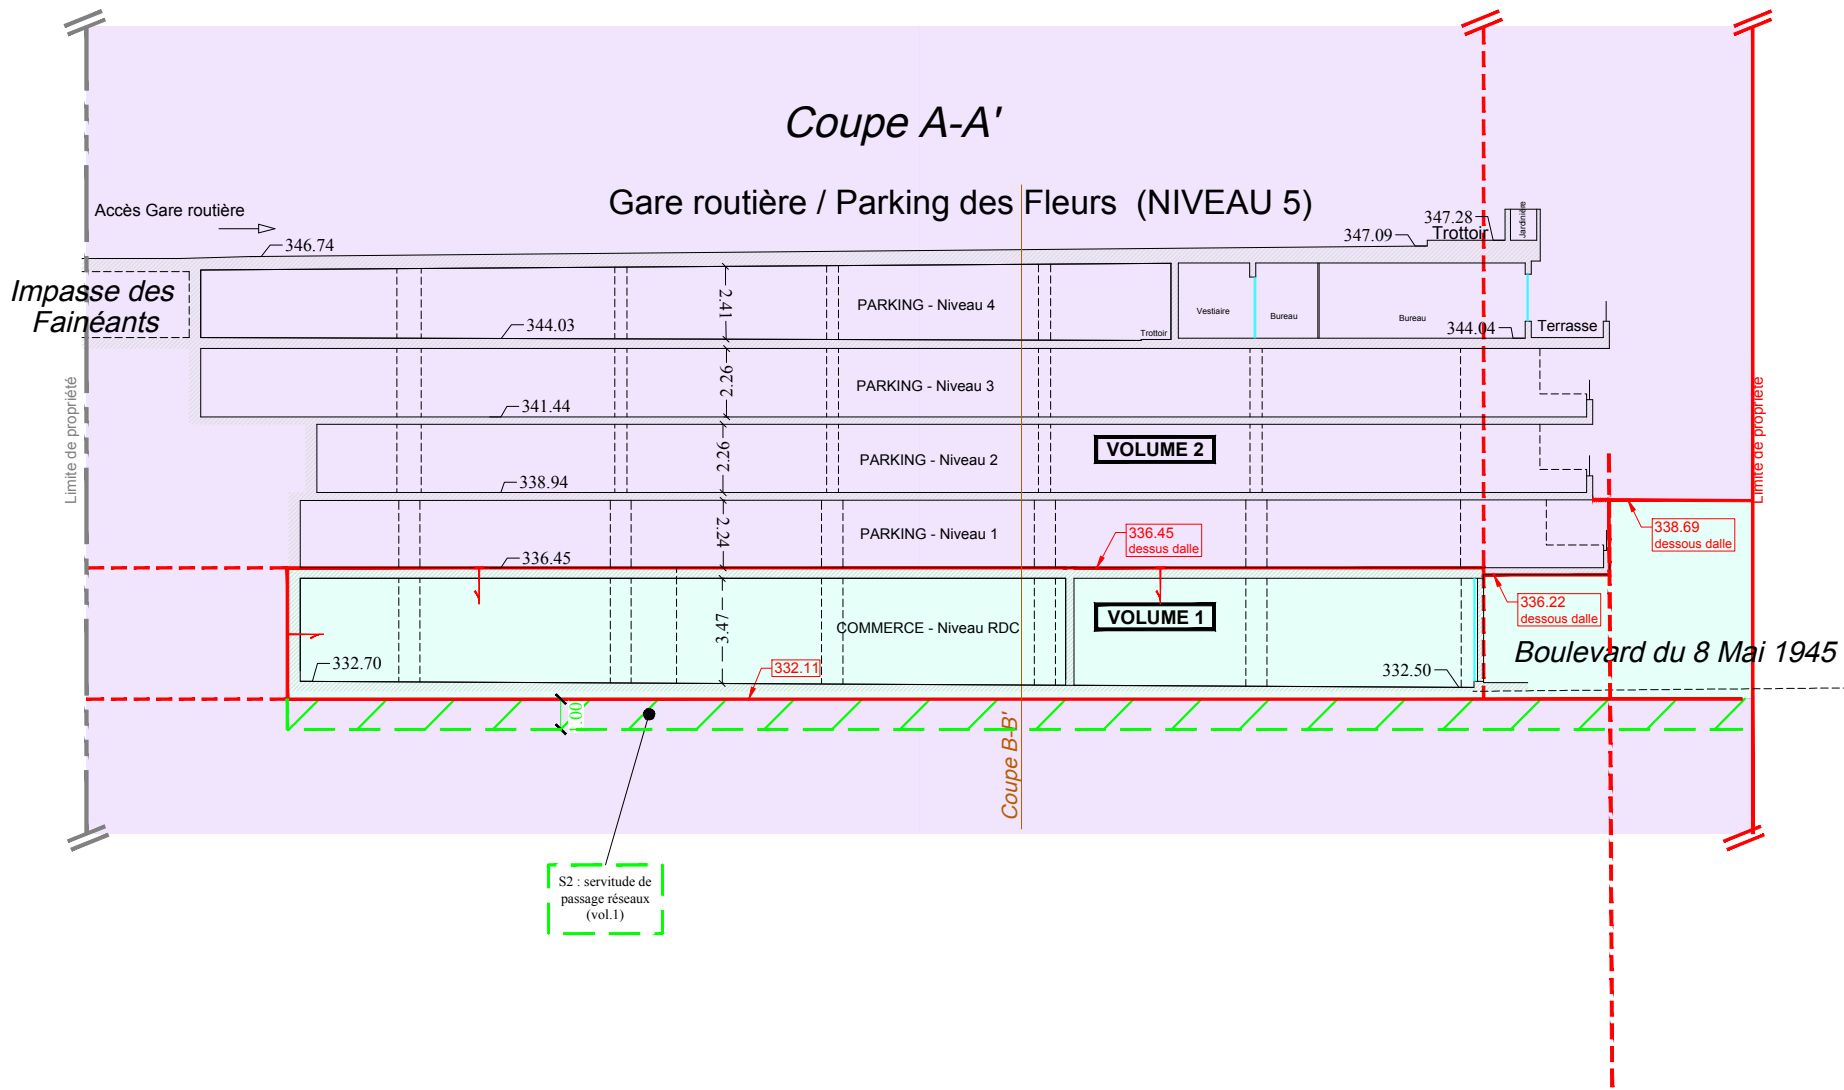 Coupe A-A'
Gare routière / Parking des Fleurs (NIVEAU 5)
Accès Gare routière
346.74
347.09
347.28
Trottoir
Jardinière
Impasse des
Fainéants
2.41
PARKING - Niveau 4
344.03
Trottoir
Vestiaire
Bureau
Bureau
344.04
Terrasse
Limite de propriété
2.26
PARKING - Niveau 3
341.44
Limite de propriété
2.26
PARKING - Niveau 2
VOLUME 2
338.94
2.24
PARKING - Niveau 1
336.45
336.45
dessus dalle
338.69
dessous dalle
3.47
COMMERCE - Niveau RDC
VOLUME 1
336.22
dessous dalle
332.70
332.11
332.50
Boulevard du 8 Mai 1945
1.00
Coupe B-B'
S2 : servitude de
passage réseaux
(vol.1)